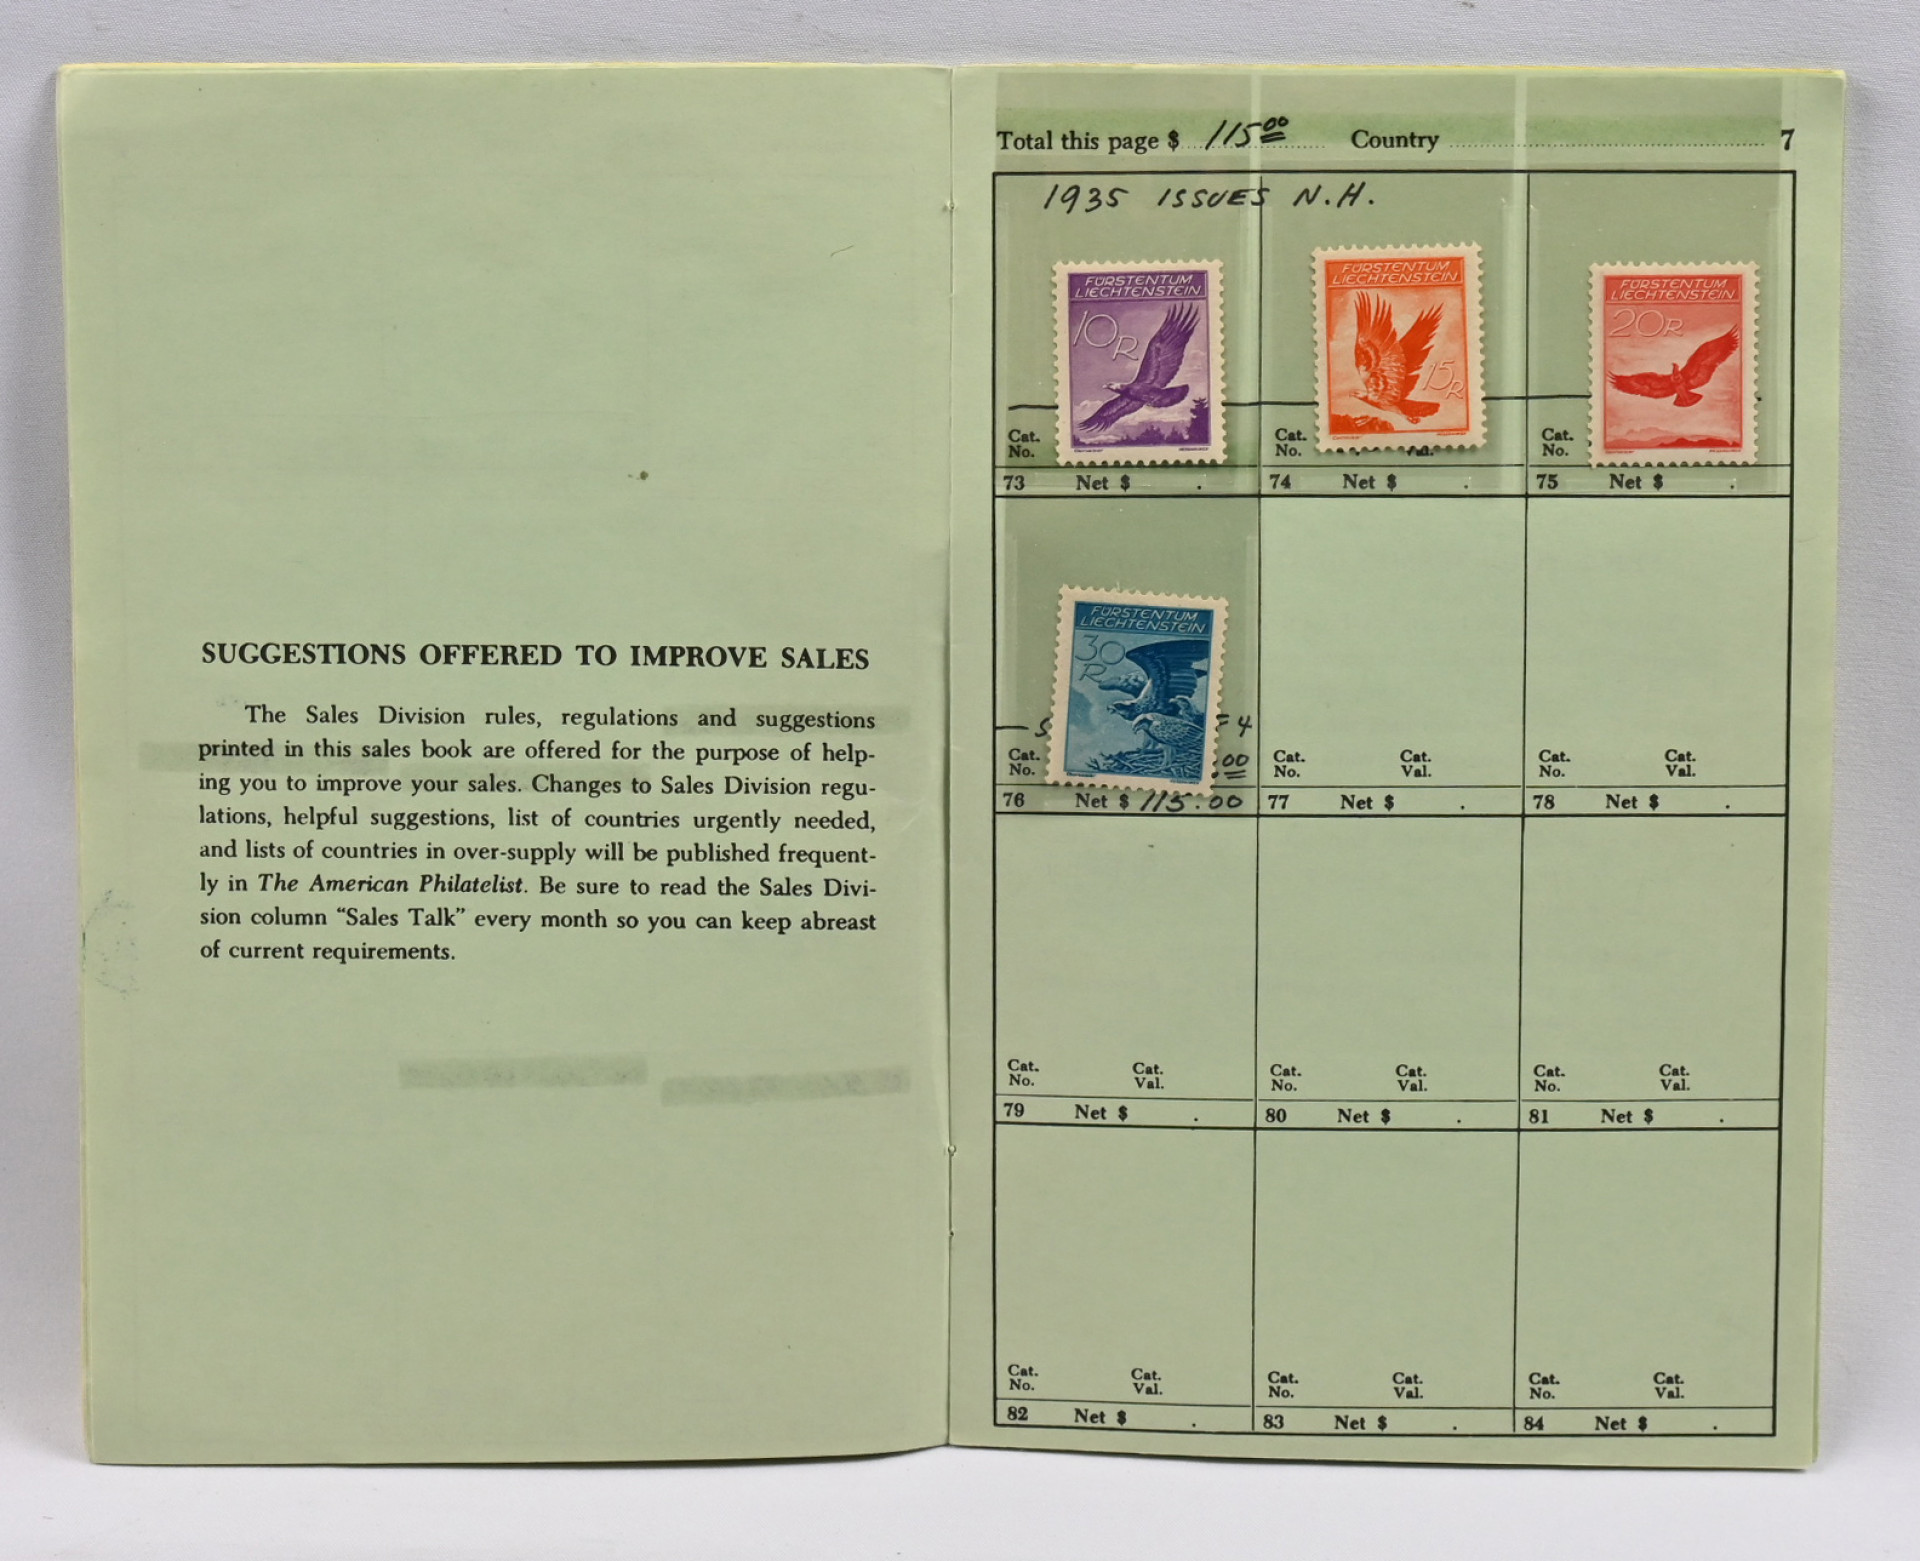 SUGGESTIONS OFFERED TO IMPROVE SALES
The Sales Division rules, regulations and suggestions
printed in this sales book are offered for the purpose of help-
ing you to improve your sales. Changes to Sales Division regu-
lations, helpful suggestions, list of countries urgently needed,
and lists of countries in over-supply will be published frequent-
ly in The American Philatelist. Be sure to read the Sales Divi-
sion column “Sales Talk” every month so you can keep abreast
of current requirements.
Total this page $ 115.00 Country 7
1935 ISSUES N.H.
FÜRSTENTUM
LIECHTENSTEIN
10R
FÜRSTENTUM
LIECHTENSTEIN
15R
FÜRSTENTUM
LIECHTENSTEIN
20R
Cat.
No.
Cat.
No.
Cat.
No.
73 Net $ .
74 Net $ .
75 Net $ .
FÜRSTENTUM
LIECHTENSTEIN
30
R
= 4
Cat.
No.
.00
Cat.
No.
Cat.
Val.
Cat.
No.
Cat.
Val.
76 Net $ 115.00
77 Net $ .
78 Net $ .
Cat.
No.
Cat.
Val.
Cat.
No.
Cat.
Val.
Cat.
No.
Cat.
Val.
79 Net $ .
80 Net $ .
81 Net $ .
Cat.
No.
Cat.
Val.
Cat.
No.
Cat.
Val.
Cat.
No.
Cat.
Val.
82 Net $ .
83 Net $ .
84 Net $ .